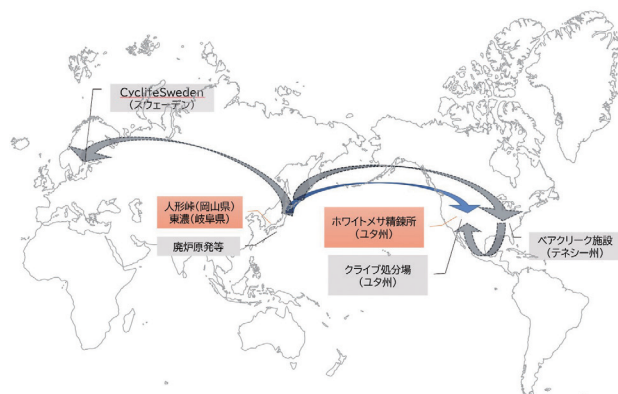 CyclifeSweden
(スウェーデン)
人形峠(岡山県)
東濃(岐阜県)
廃炉原発等
ホワイトメサ精錬所
(ユタ州)
クライブ処分場
(ユタ州)
ベアクリーク施設
(テネシー州)